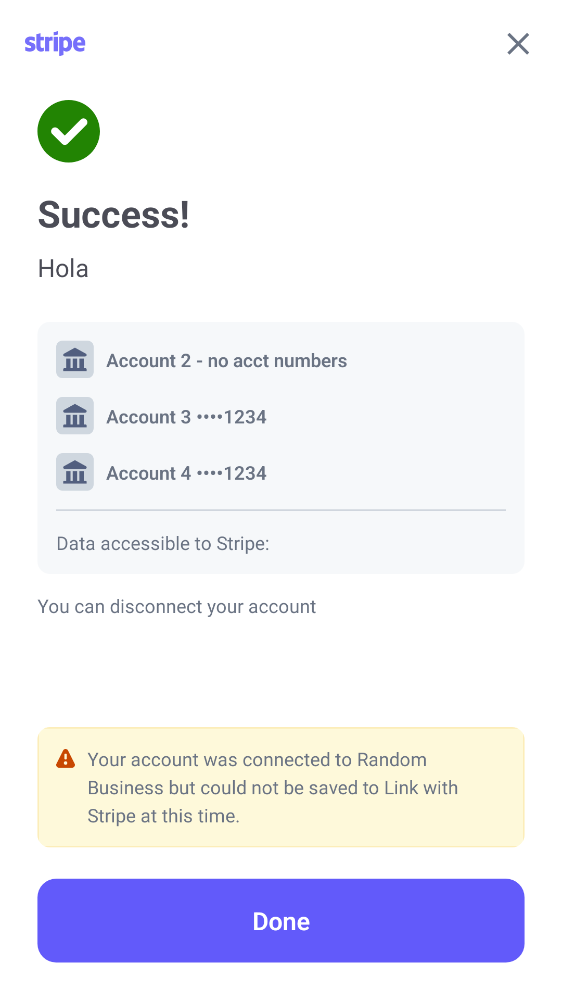 stripe
Success!
Hola
Account 2 - no acct numbers
Account 3 ••••1234
Account 4 ••••1234
Data accessible to Stripe:
You can disconnect your account
Your account was connected to Random
Business but could not be saved to Link with
Stripe at this time.
Done